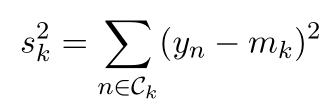 $s_k^2 = \sum_{n \in \mathcal{C}_k} (y_n - m_k)^2$